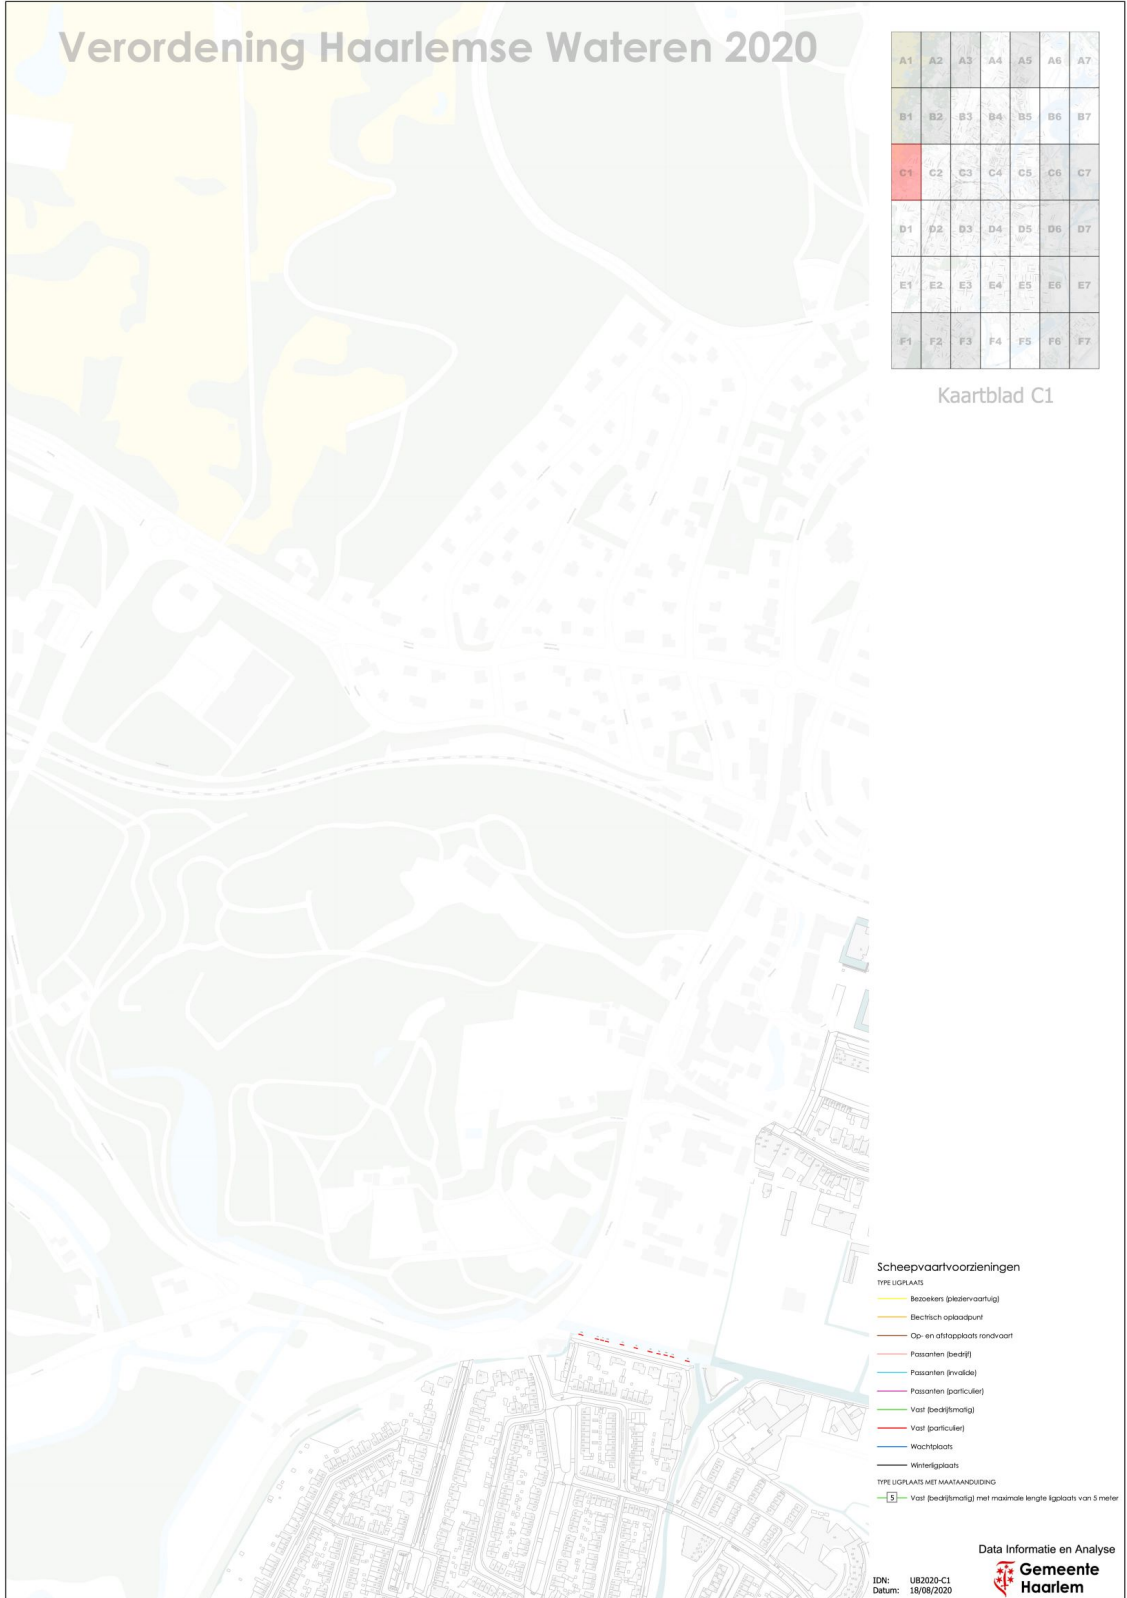 Verordening Haarlemse Wateren 2020
A1 A2 A3 A4 A5 A6 A7
B1 B2 B3 B4 B5 B6 B7
C1 C2 C3 C4 C5 C6 C7
D1 D2 D3 D4 D5 D6 D7
E1 E2 E3 E4 E5 E6 E7
F1 F2 F3 F4 F5 F6 F7
Kaartblad C1
Scheepvaartvoorzieningen
TYPE LIGPLAATS
Bezoekers (pleziervaartuig)
Electrisch oplaadpunt
Op- en afstapplaats rondvaart
Passanten (bedrijf)
Passanten (invalide)
Passanten (particulier)
Vast (bedrijfsmatig)
Vast (particulier)
Wachtplaats
Winterligplaats
TYPE LIGPLAATS MET MAATAANDUIDING
5 Vast (bedrijfsmatig) met maximale lengte ligplaats van 5 meter
Data Informatie en Analyse
Gemeente
Haarlem
IDN: UB2020-C1
Datum: 18/08/2020